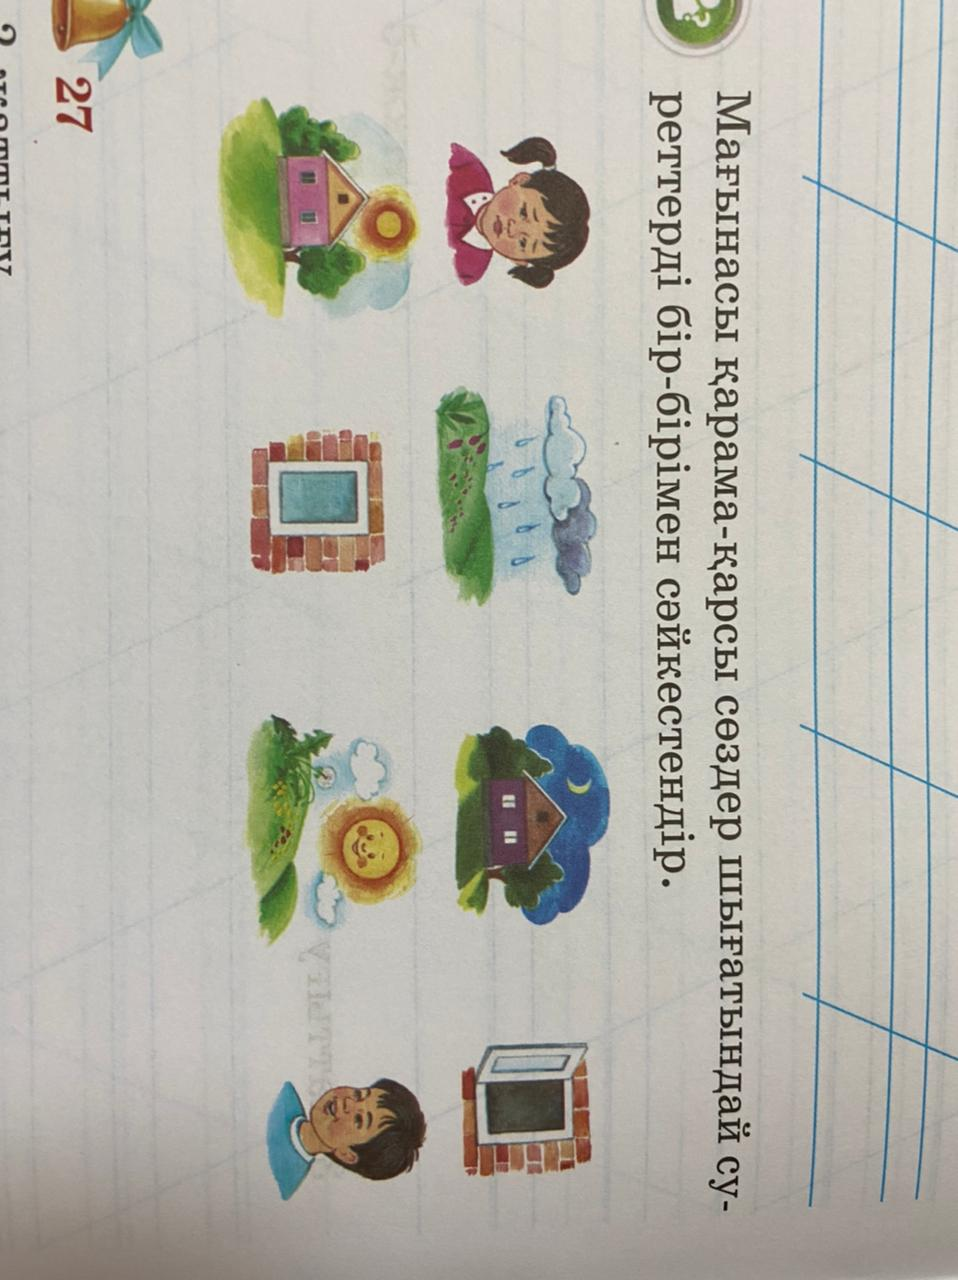 Мағынасы қарама-қарсы сөздер шығатындай су-
реттерді бір-бірімен сәйкестендір.
27